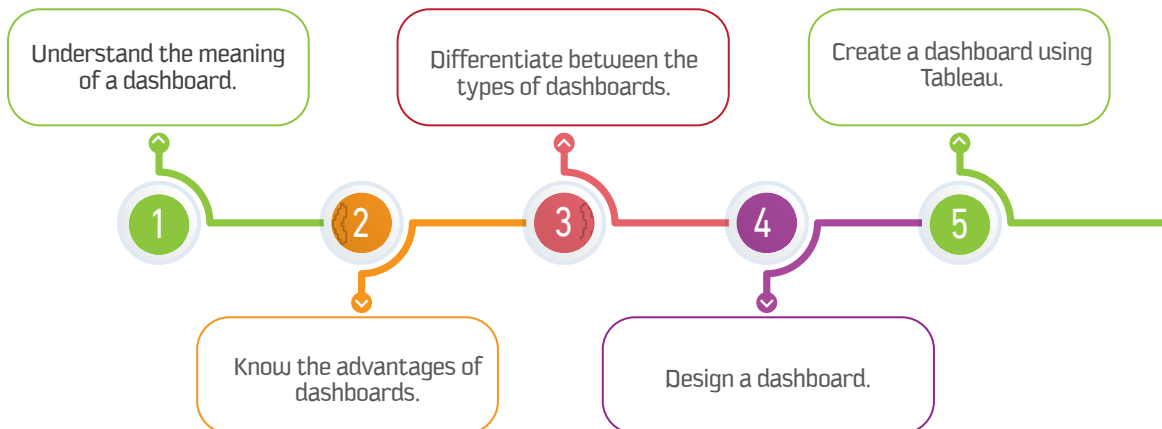 Understand the meaning
of a dashboard.
Differentiate between the
types of dashboards.
Create a dashboard using
Tableau.
1
2
3
4
5
Know the advantages of
dashboards.
Design a dashboard.